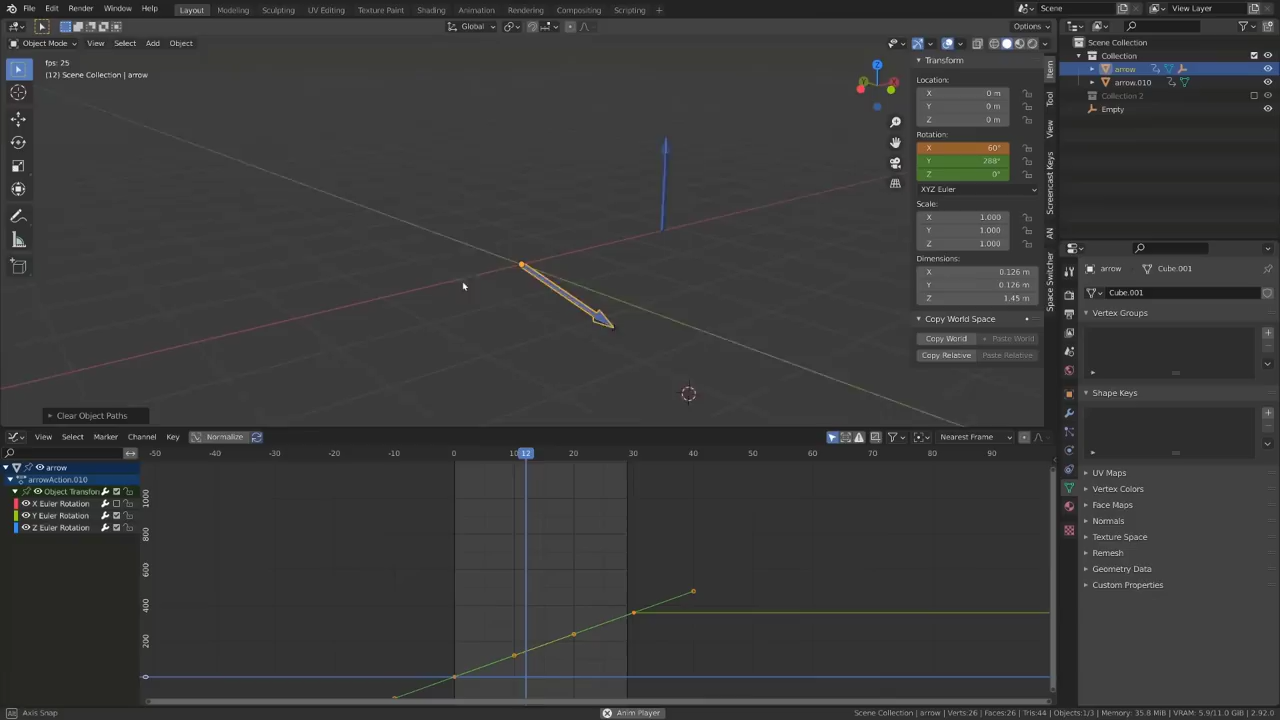 File Edit Render Window Help Layout Modeling Sculpting UV Editing Texture Paint Shading Animation Rendering Compositing Scripting + Scene View Layer
Global Options
Object Mode View Select Add Object
fps: 25
(12) Scene Collection | arrow
Z
X
Y
Transform
Location:
X 0 m
Y 0 m
Z 0 m
Rotation:
X 60°
Y 288°
Z 0°
XYZ Euler
Scale:
X 1.000
Y 1.000
Z 1.000
Dimensions:
X 0.126 m
Y 0.126 m
Z 1.45 m
Copy World Space
Copy World Paste World
Copy Relative Paste Relative
Item
Tool
View
Screencast Keys
AN
Space Switcher
Scene Collection
Collection
arrow
arrow.010
Collection 2
Empty
arrow Cube.001
Cube.001
Vertex Groups
Shape Keys
UV Maps
Vertex Colors
Face Maps
Normals
Texture Space
Remesh
Geometry Data
Custom Properties
Clear Object Paths
View Select Marker Channel Key Normalize Nearest Frame
-50 -40 -30 -20 -10 0 12 20 30 40 50 60 70 80 90
arrow
arrowAction.010
Object Transfor
X Euler Rotation
Y Euler Rotation
Z Euler Rotation
1000
800
600
400
200
0
Axis Snap Anim Player Scene Collection | arrow | Verts:26 | Faces:26 | Tris:44 | Objects:1/3 | Memory: 35.8 MiB | VRAM: 5.9/11.0 GiB | 2.92.0